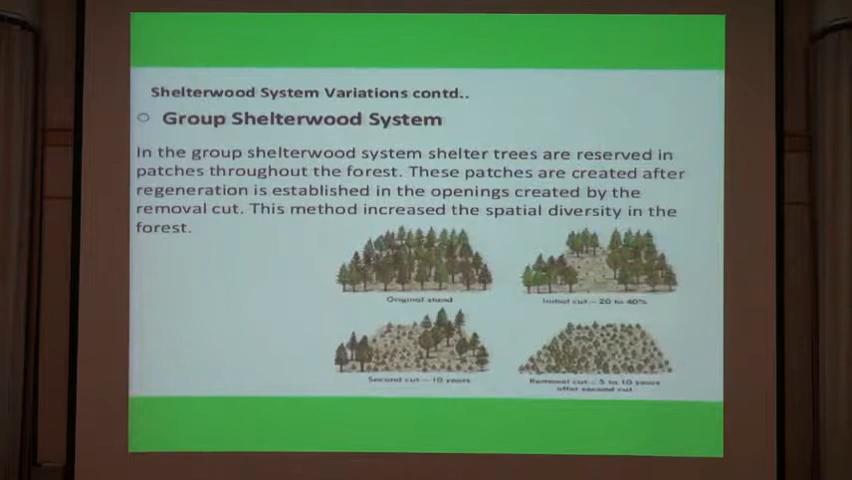 Shelterwood System Variations contd..
Group Shelterwood System
In the group shelterwood system shelter trees are reserved in
patches throughout the forest. These patches are created after
regeneration is established in the openings created by the
removal cut. This method increased the spatial diversity in the
forest.
Original stand
Initial cut – 20 to 40%
Second cut – 10 years
Removal cut – 5 to 10 years
after second cut